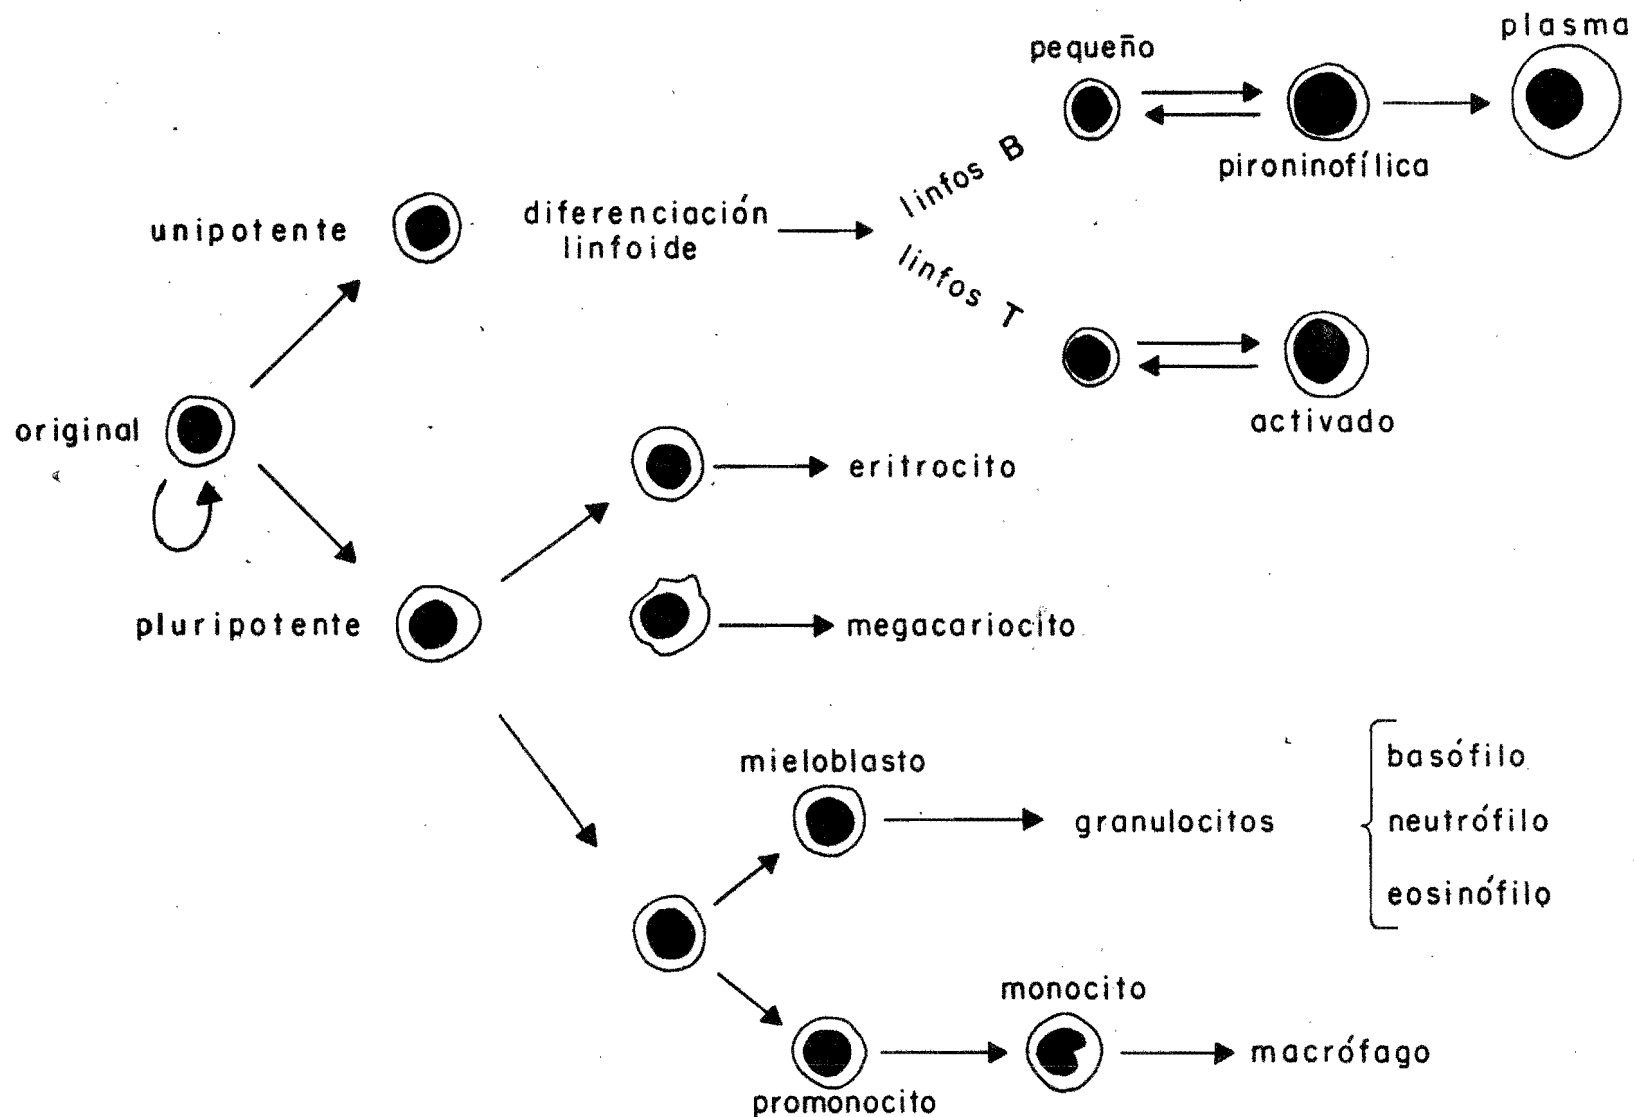 plasma
pequeño
pironinofílica
linfos B
unipotente
diferenciación
linfoide
linfos T
activado
original
eritrocito
pluripotente
megacariocito
mieloblasto
granulocitos
basófilo
neutrófilo
eosinófilo
monocito
macrófago
promonocito